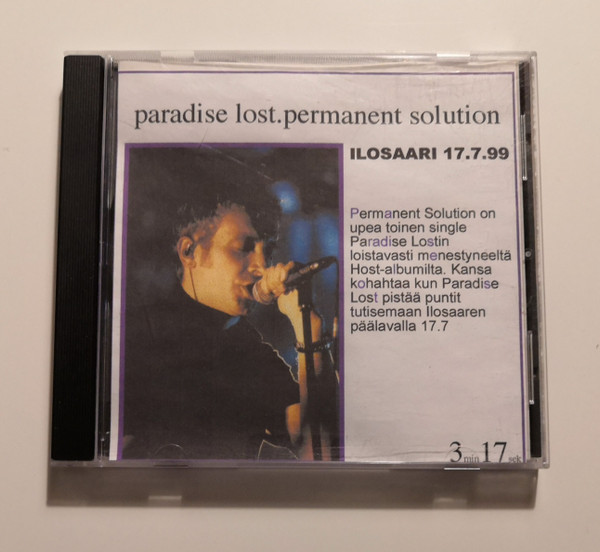 paradise lost.permanent solution
ILOSAARI 17.7.99
Permanent Solution on
upea toinen single
Paradise Lostin
loistavasti menestyneeltä
Host-albumilta. Kansa
kohahtaa kun Paradise
Lost pistää puntit
tutisemaan Ilosaaren
päälavalla 17.7
3 min 17 sek